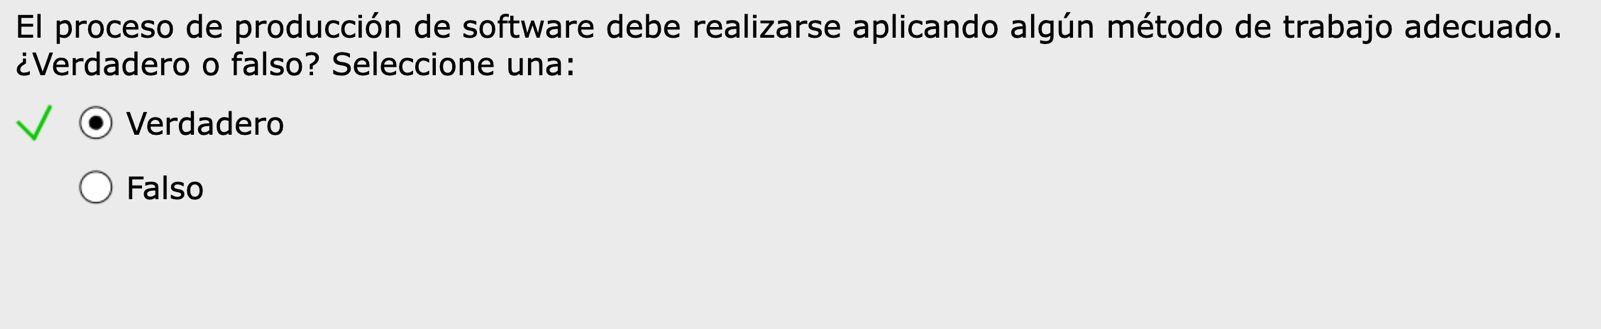 El proceso de producción de software debe realizarse aplicando algún método de trabajo adecuado.
¿Verdadero o falso? Seleccione una:
Verdadero
Falso